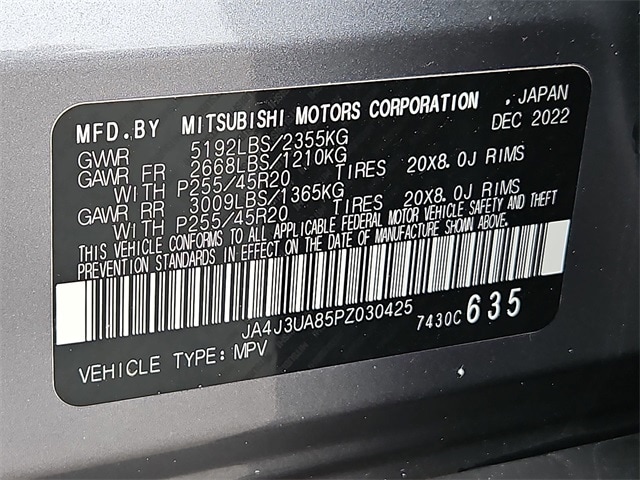 MFD.BY MITSUBISHI MOTORS CORPORATION . JAPAN
GWWR 5192LBS/2355KG DEC 2022
GAWR FR 2668LBS/1210KG
WITH P255/45R20 TIRES 20X8.0J RIMS
GAWR RR 3009LBS/1365KG
WITH P255/45R20 TIRES 20X8.0J RIMS
THIS VEHICLE CONFORMS TO ALL APPLICABLE FEDERAL MOTOR VEHICLE SAFETY AND THEFT
PREVENTION STANDARDS IN EFFECT ON THE DATE OF MANUFACTURE SHOWN ABOVE.
JA4J3UA85PZ030425 7430C 635
VEHICLE TYPE: MPV